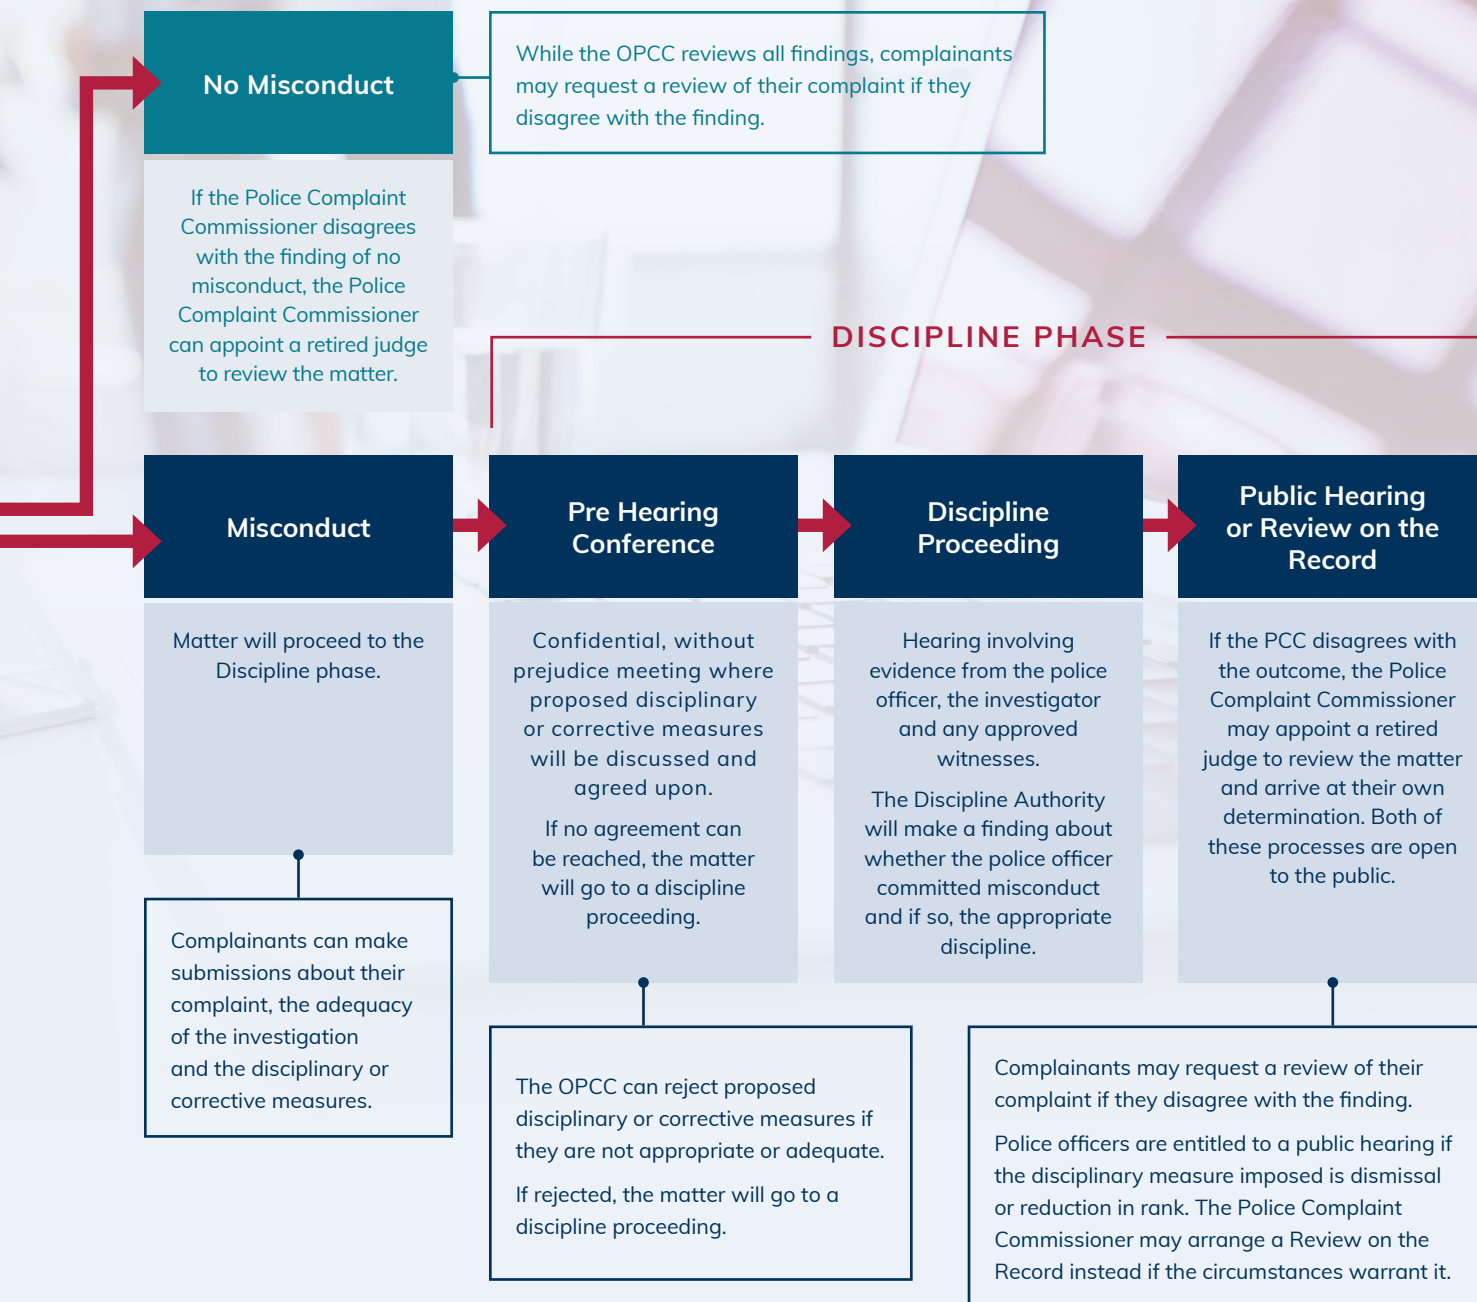 No Misconduct
While the OPCC reviews all findings, complainants
may request a review of their complaint if they
disagree with the finding.
If the Police Complaint
Commissioner disagrees
with the finding of no
misconduct, the Police
Complaint Commissioner
can appoint a retired judge
to review the matter.
DISCIPLINE PHASE
Misconduct
Matter will proceed to the
Discipline phase.
Complainants can make
submissions about their
complaint, the adequacy
of the investigation
and the disciplinary or
corrective measures.
Pre Hearing
Conference
Confidential, without
prejudice meeting where
proposed disciplinary
or corrective measures
will be discussed and
agreed upon.
If no agreement can
be reached, the matter
will go to a discipline
proceeding.
The OPCC can reject proposed
disciplinary or corrective measures if
they are not appropriate or adequate.
If rejected, the matter will go to a
discipline proceeding.
Discipline
Proceeding
Hearing involving
evidence from the police
officer, the investigator
and any approved
witnesses.
The Discipline Authority
will make a finding about
whether the police officer
committed misconduct
and if so, the appropriate
discipline.
Public Hearing
or Review on the
Record
If the PCC disagrees with
the outcome, the Police
Complaint Commissioner
may appoint a retired
judge to review the matter
and arrive at their own
determination. Both of
these processes are open
to the public.
Complainants may request a review of their
complaint if they disagree with the finding.
Police officers are entitled to a public hearing if
the disciplinary measure imposed is dismissal
or reduction in rank. The Police Complaint
Commissioner may arrange a Review on the
Record instead if the circumstances warrant it.